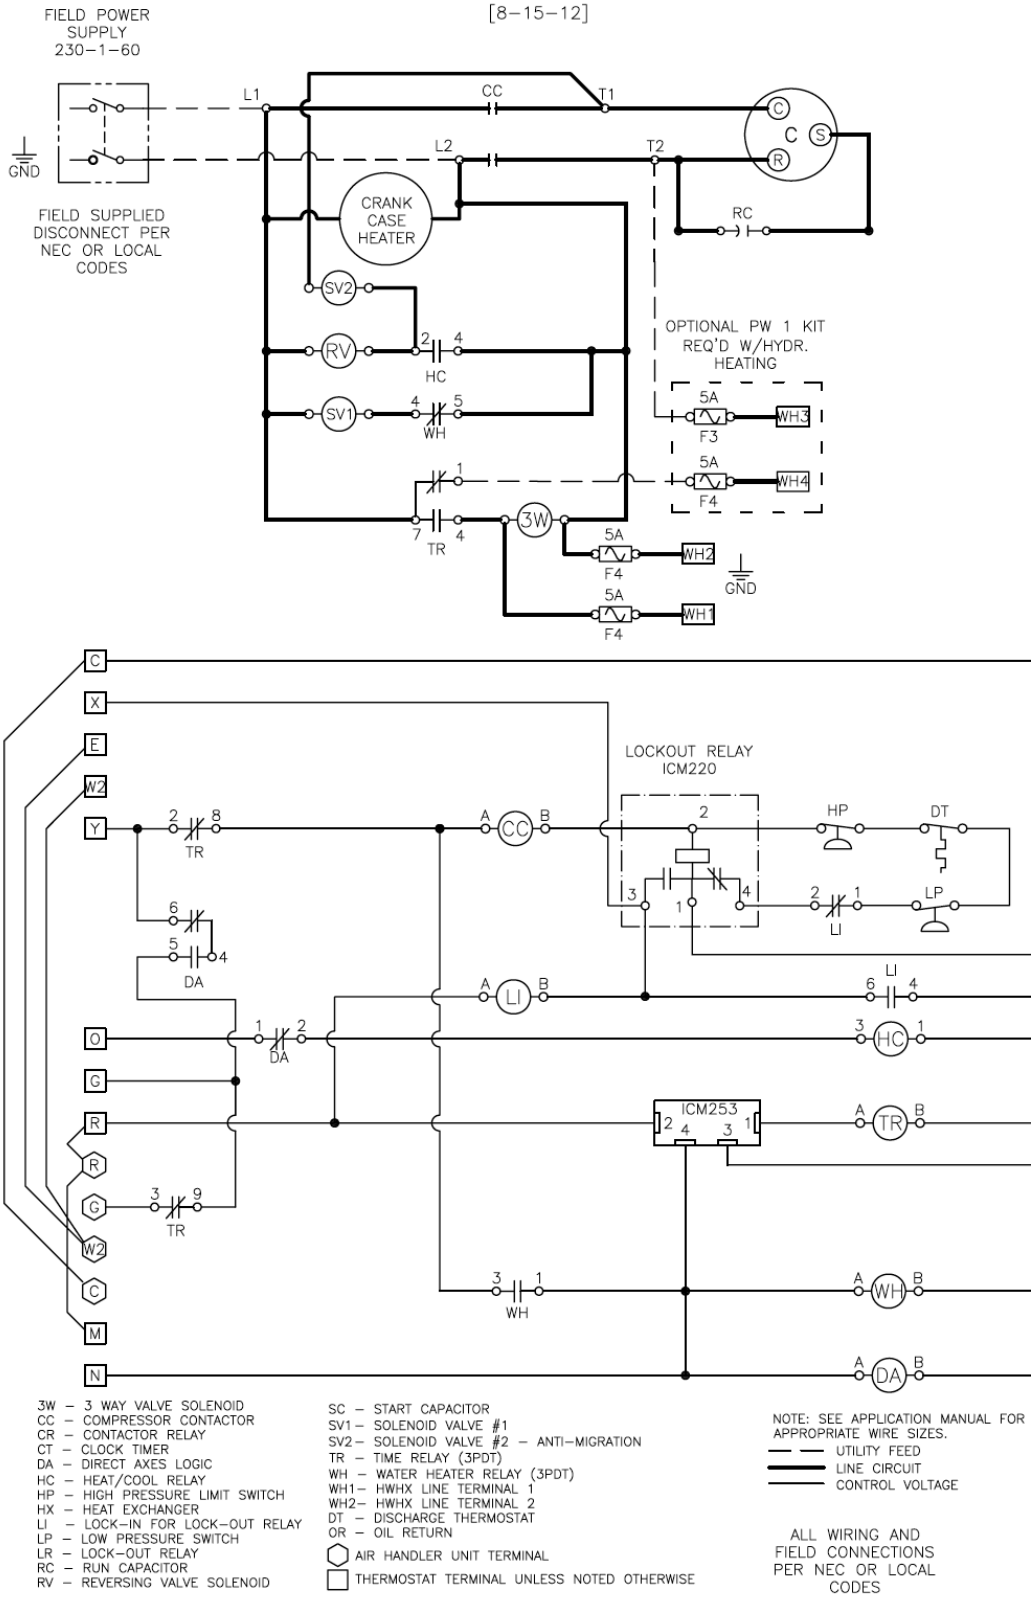 [8-15-12]
FIELD POWER
SUPPLY
230-1-60
GND
FIELD SUPPLIED
DISCONNECT PER
NEC OR LOCAL
CODES
L1
CC
T1
L2
T2
C
C
S
R
RC
CRANK
CASE
HEATER
SV2
RV
2
4
HC
SV1
4
5
WH
1
7
4
TR
3W
OPTIONAL PW 1 KIT
REQ'D W/HYDR.
HEATING
5A
F3
WH3
5A
F4
WH4
5A
F4
WH2
GND
5A
F4
WH1
C
X
E
W2
Y
2
8
TR
6
5
4
DA
A
CC
B
LOCKOUT RELAY
ICM220
2
3
1
4
HP
DT
2
1
LI
LP
A
LI
B
LI
6
4
O
1
2
DA
3
HC
1
G
R
ICM253
2
4
3
1
A
TR
B
R
G
3
9
TR
W2
C
3
1
WH
A
WH
B
M
N
A
DA
B
3W - 3 WAY VALVE SOLENOID
CC - COMPRESSOR CONTACTOR
CR - CONTACTOR RELAY
CT - CLOCK TIMER
DA - DIRECT AXES LOGIC
HC - HEAT/COOL RELAY
HP - HIGH PRESSURE LIMIT SWITCH
HX - HEAT EXCHANGER
LI - LOCK-IN FOR LOCK-OUT RELAY
LP - LOW PRESSURE SWITCH
LR - LOCK-OUT RELAY
RC - RUN CAPACITOR
RV - REVERSING VALVE SOLENOID
SC - START CAPACITOR
SV1- SOLENOID VALVE #1
SV2- SOLENOID VALVE #2 - ANTI-MIGRATION
TR - TIME RELAY (3PDT)
WH - WATER HEATER RELAY (3PDT)
WH1- HWHX LINE TERMINAL 1
WH2- HWHX LINE TERMINAL 2
DT - DISCHARGE THERMOSTAT
OR - OIL RETURN
AIR HANDLER UNIT TERMINAL
THERMOSTAT TERMINAL UNLESS NOTED OTHERWISE
NOTE: SEE APPLICATION MANUAL FOR
APPROPRIATE WIRE SIZES.
UTILITY FEED
LINE CIRCUIT
CONTROL VOLTAGE
ALL WIRING AND
FIELD CONNECTIONS
PER NEC OR LOCAL
CODES